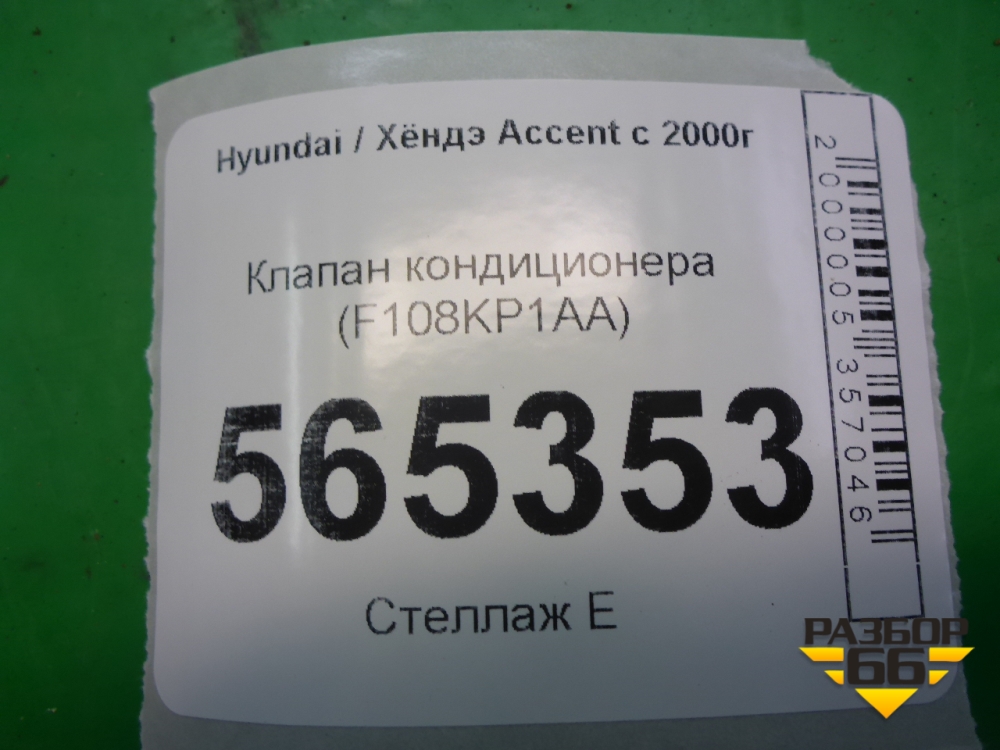 Hyundai / Хёндэ Accent с 2000г
Клапан кондиционера
(F108KP1AA)
565353
Стеллаж Е
2000005357046
РАЗБОР
66